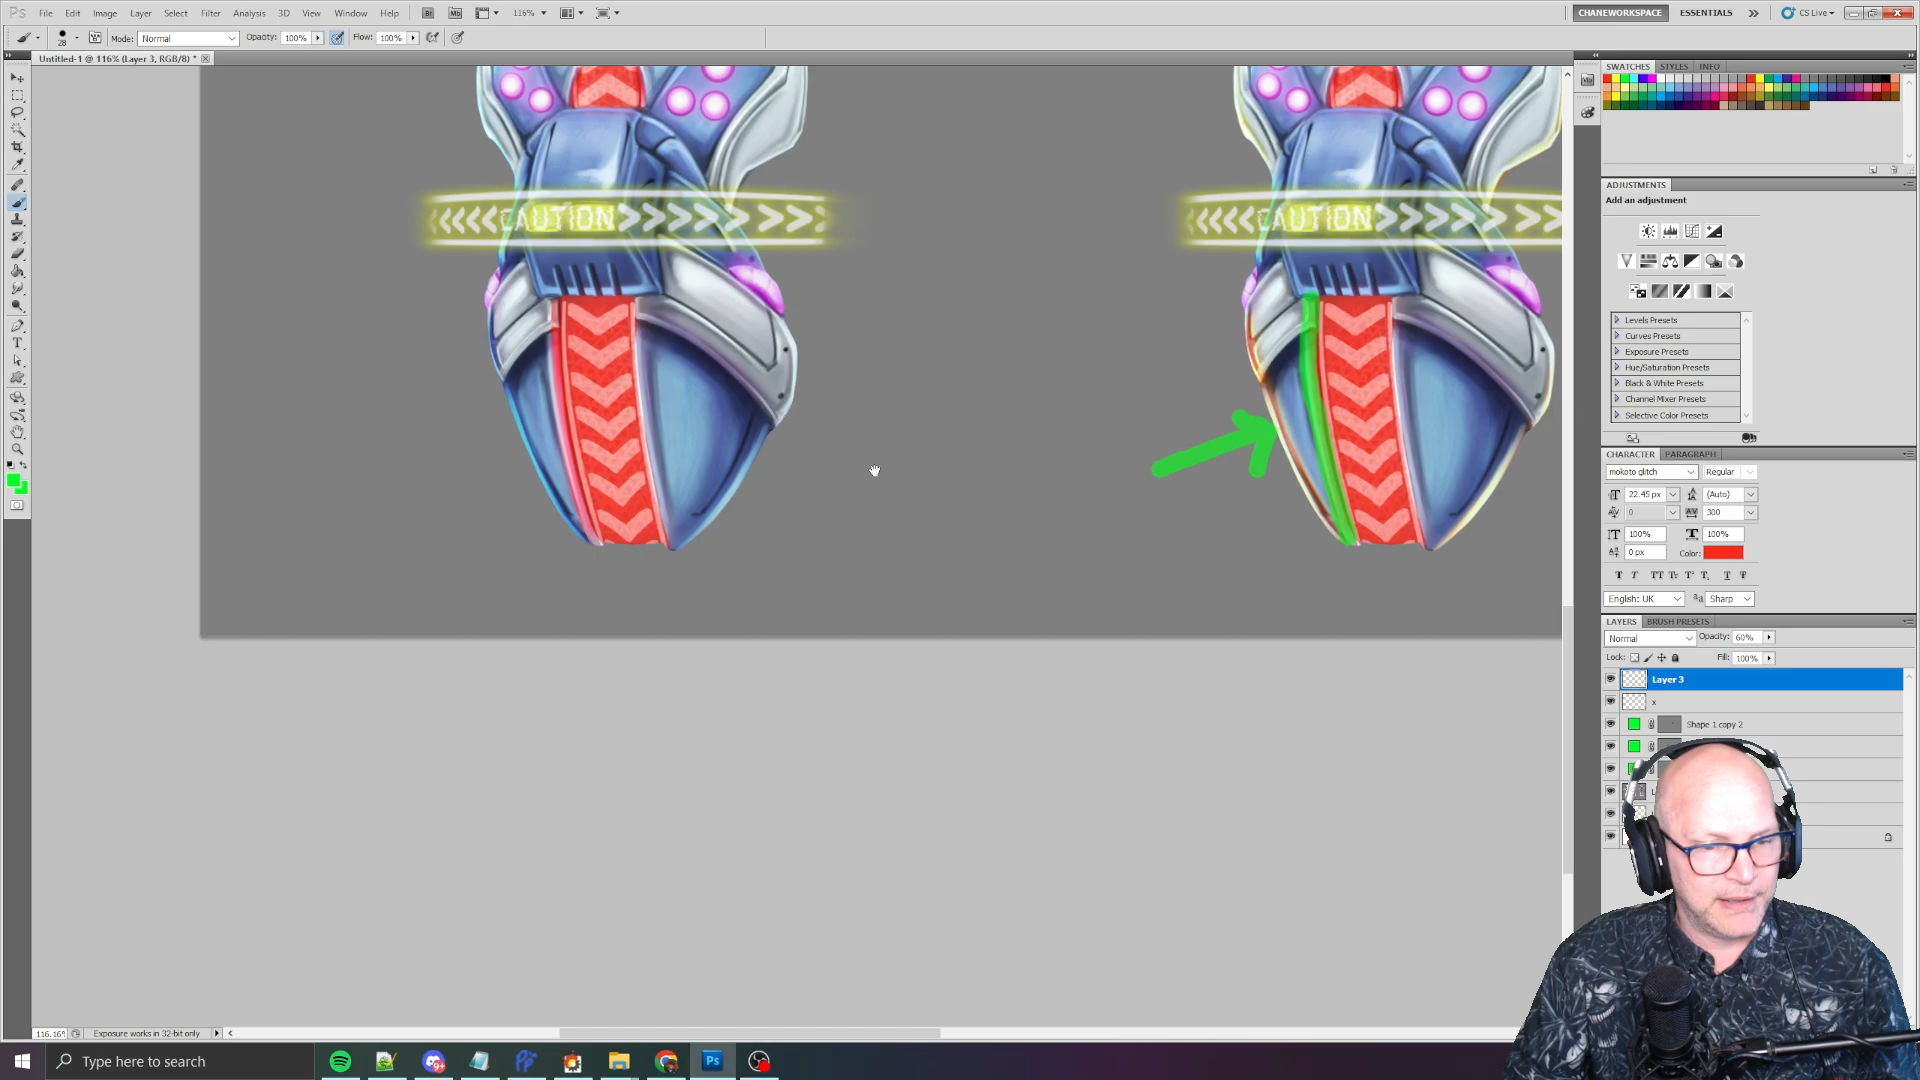 Ps File Edit Image Layer Select Filter Analysis 3D View Window Help Br Mb 116% CHANEWORKSPACE ESSENTIALS CS Live
28 Mode: Normal Opacity: 100% Flow: 100%
Untitled-1 @ 116% (Layer 3, RGB/8) *
SWATCHES STYLES INFO
ADJUSTMENTS
Add an adjustment
CAUTION
CAUTION
Levels Presets
Curves Presets
Exposure Presets
Hue/Saturation Presets
Black & White Presets
Channel Mixer Presets
Selective Color Presets
CHARACTER PARAGRAPH
mokoto glitch Regular
22.45 px (Auto)
0 300
100% 100%
0 px Color:
English: UK Sharp
LAYERS BRUSH PRESETS
Normal Opacity: 60%
Lock: Fill: 100%
Layer 3
x
Shape 1 copy 2
116.16% Exposure works in 32-bit only
Type here to search
Ps